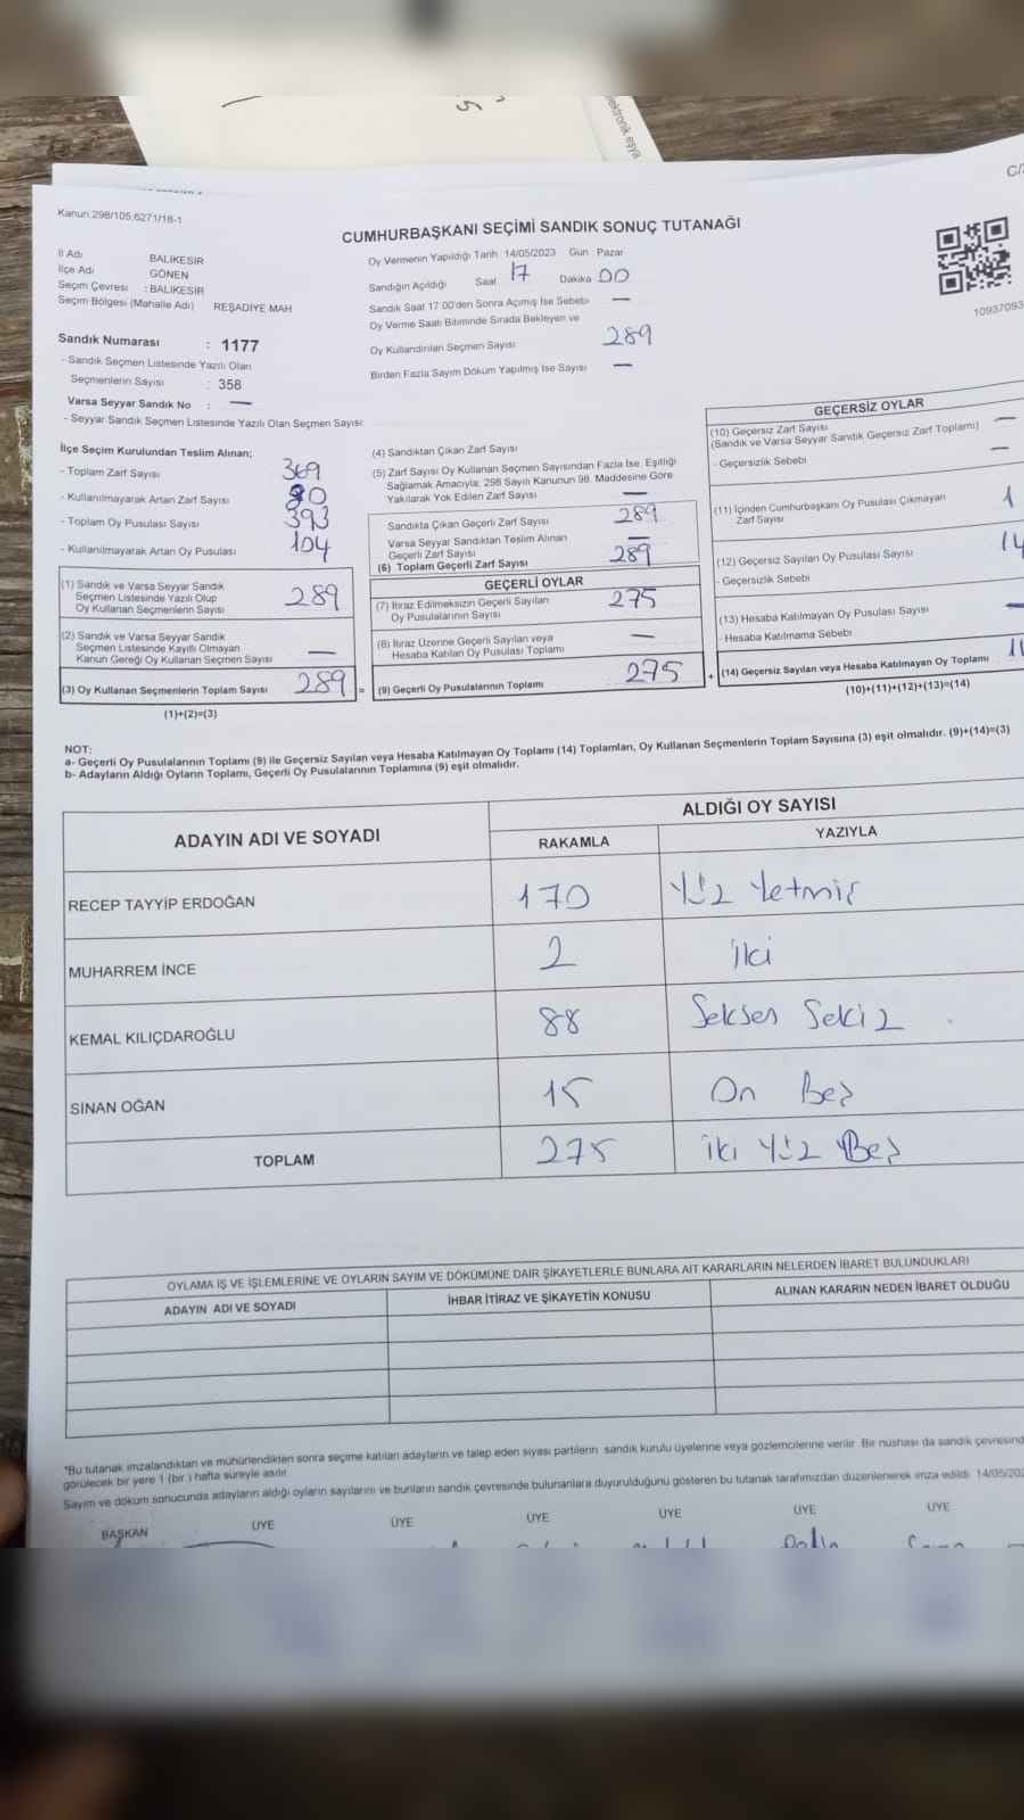 5
elektronik eşya
C/
Kanun:298/105,6271/18-1
CUMHURBAŞKANI SEÇİMİ SANDIK SONUÇ TUTANAĞI
İl Adı BALIKESİR
İlçe Adı GÖNEN
Seçim Çevresi : BALIKESİR
Seçim Bölgesi (Mahalle Adı) REŞADİYE MAH
Sandık Numarası : 1177
- Sandık Seçmen Listesinde Yazılı Olan
Seçmenlerin Sayısı : 358
Varsa Seyyar Sandık No : —
- Seyyar Sandık Seçmen Listesinde Yazılı Olan Seçmen Sayısı:
Oy Vermenin Yapıldığı Tarih : 14/05/2023 Gün : Pazar
Sandığın Açıldığı Saat 17 Dakika 00
Sandık Saat 17.00'den Sonra Açılmış İse Sebebi —
Oy Verme Saati Bitiminde Sırada Bekleyen ve
Oy Kullandırılan Seçmen Sayısı 289
Birden Fazla Sayım Döküm Yapılmış İse Sayısı —
10937093
İlçe Seçim Kurulundan Teslim Alınan;
- Toplam Zarf Sayısı 369
- Kullanılmayarak Artan Zarf Sayısı 80
- Toplam Oy Pusulası Sayısı 393
- Kullanılmayarak Artan Oy Pusulası 104
(1) Sandık ve Varsa Seyyar Sandık
Seçmen Listesinde Yazılı Olup
Oy Kullanan Seçmenlerin Sayısı 289
(2) Sandık ve Varsa Seyyar Sandık
Seçmen Listesinde Kayıtlı Olmayan
Kanun Gereği Oy Kullanan Seçmen Sayısı —
(3) Oy Kullanan Seçmenlerin Toplam Sayısı 289 =
(1)+(2)=(3)
(4) Sandıktan Çıkan Zarf Sayısı
(5) Zarf Sayısı Oy Kullanan Seçmen Sayısından Fazla İse, Eşitliği
Sağlamak Amacıyla; 298 Sayılı Kanunun 98. Maddesine Göre
Yakılarak Yok Edilen Zarf Sayısı —
Sandıkta Çıkan Geçerli Zarf Sayısı 289
Varsa Seyyar Sandıktan Teslim Alınan
Geçerli Zarf Sayısı —
(6) Toplam Geçerli Zarf Sayısı 289
GEÇERLİ OYLAR
(7) İtiraz Edilmeksizin Geçerli Sayılan
Oy Pusulalarının Sayısı 275
(8) İtiraz Üzerine Geçerli Sayılan veya
Hesaba Katılan Oy Pusulası Toplamı —
(9) Geçerli Oy Pusulalarının Toplamı 275 +
GEÇERSİZ OYLAR
(10) Geçersiz Zarf Sayısı
(Sandık ve Varsa Seyyar Sandık Geçersiz Zarf Toplamı) —
- Geçersizlik Sebebi —
(11) İçinden Cumhurbaşkanı Oy Pusulası Çıkmayan
Zarf Sayısı
(12) Geçersiz Sayılan Oy Pusulası Sayısı
- Geçersizlik Sebebi
(13) Hesaba Katılmayan Oy Pusulası Sayısı
- Hesaba Katılmama Sebebi
(14) Geçersiz Sayılan veya Hesaba Katılmayan Oy Toplamı
(10)+(11)+(12)+(13)=(14)
NOT:
a- Geçerli Oy Pusulalarının Toplamı (9) ile Geçersiz Sayılan veya Hesaba Katılmayan Oy Toplamı (14) Toplamları, Oy Kullanan Seçmenlerin Toplam Sayısına (3) eşit olmalıdır. (9)+(14)=(3)
b- Adayların Aldığı Oyların Toplamı, Geçerli Oy Pusulalarının Toplamına (9) eşit olmalıdır.
ADAYIN ADI VE SOYADI
ALDIĞI OY SAYISI
RAKAMLA YAZIYLA
RECEP TAYYİP ERDOĞAN 170 Yüz Yetmiş
MUHARREM İNCE 2 İki
KEMAL KILIÇDAROĞLU 88 Seksen Sekiz
SİNAN OĞAN 15 On Beş
TOPLAM 275 İki Yüz Beş
OYLAMA İŞ VE İŞLEMLERİNE VE OYLARIN SAYIM VE DÖKÜMÜNE DAİR ŞİKAYETLERLE BUNLARA AİT KARARLARIN NELERDEN İBARET BULUNDUKLARI
ADAYIN ADI VE SOYADI İHBAR İTİRAZ VE ŞİKAYETİN KONUSU ALINAN KARARIN NEDEN İBARET OLDUĞU
*Bu tutanak imzalandıktan ve mühürlendikten sonra seçime katılan adayların ve talep eden siyasi partilerin sandık kurulu üyelerine veya gözlemcilerine verilir. Bir nushası da sandık çevresind
görülecek bir yere 1 (bir ) hafta süreyle asılır.
Sayım ve döküm sonucunda adayların aldığı oyların sayılarını ve bunların sandık çevresinde bulunanlara duyurulduğunu gösteren bu tutanak tarafımızdan düzenlenerek imza edildi. 14/05/202
BAŞKAN ÜYE ÜYE ÜYE ÜYE ÜYE ÜYE